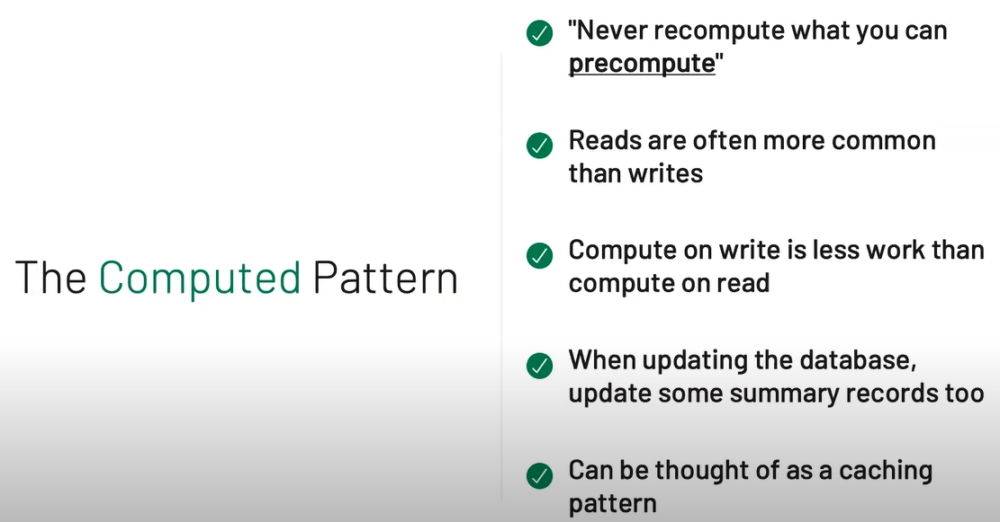 The Computed Pattern
"Never recompute what you can
precompute"
Reads are often more common
than writes
Compute on write is less work than
compute on read
When updating the database,
update some summary records too
Can be thought of as a caching
pattern